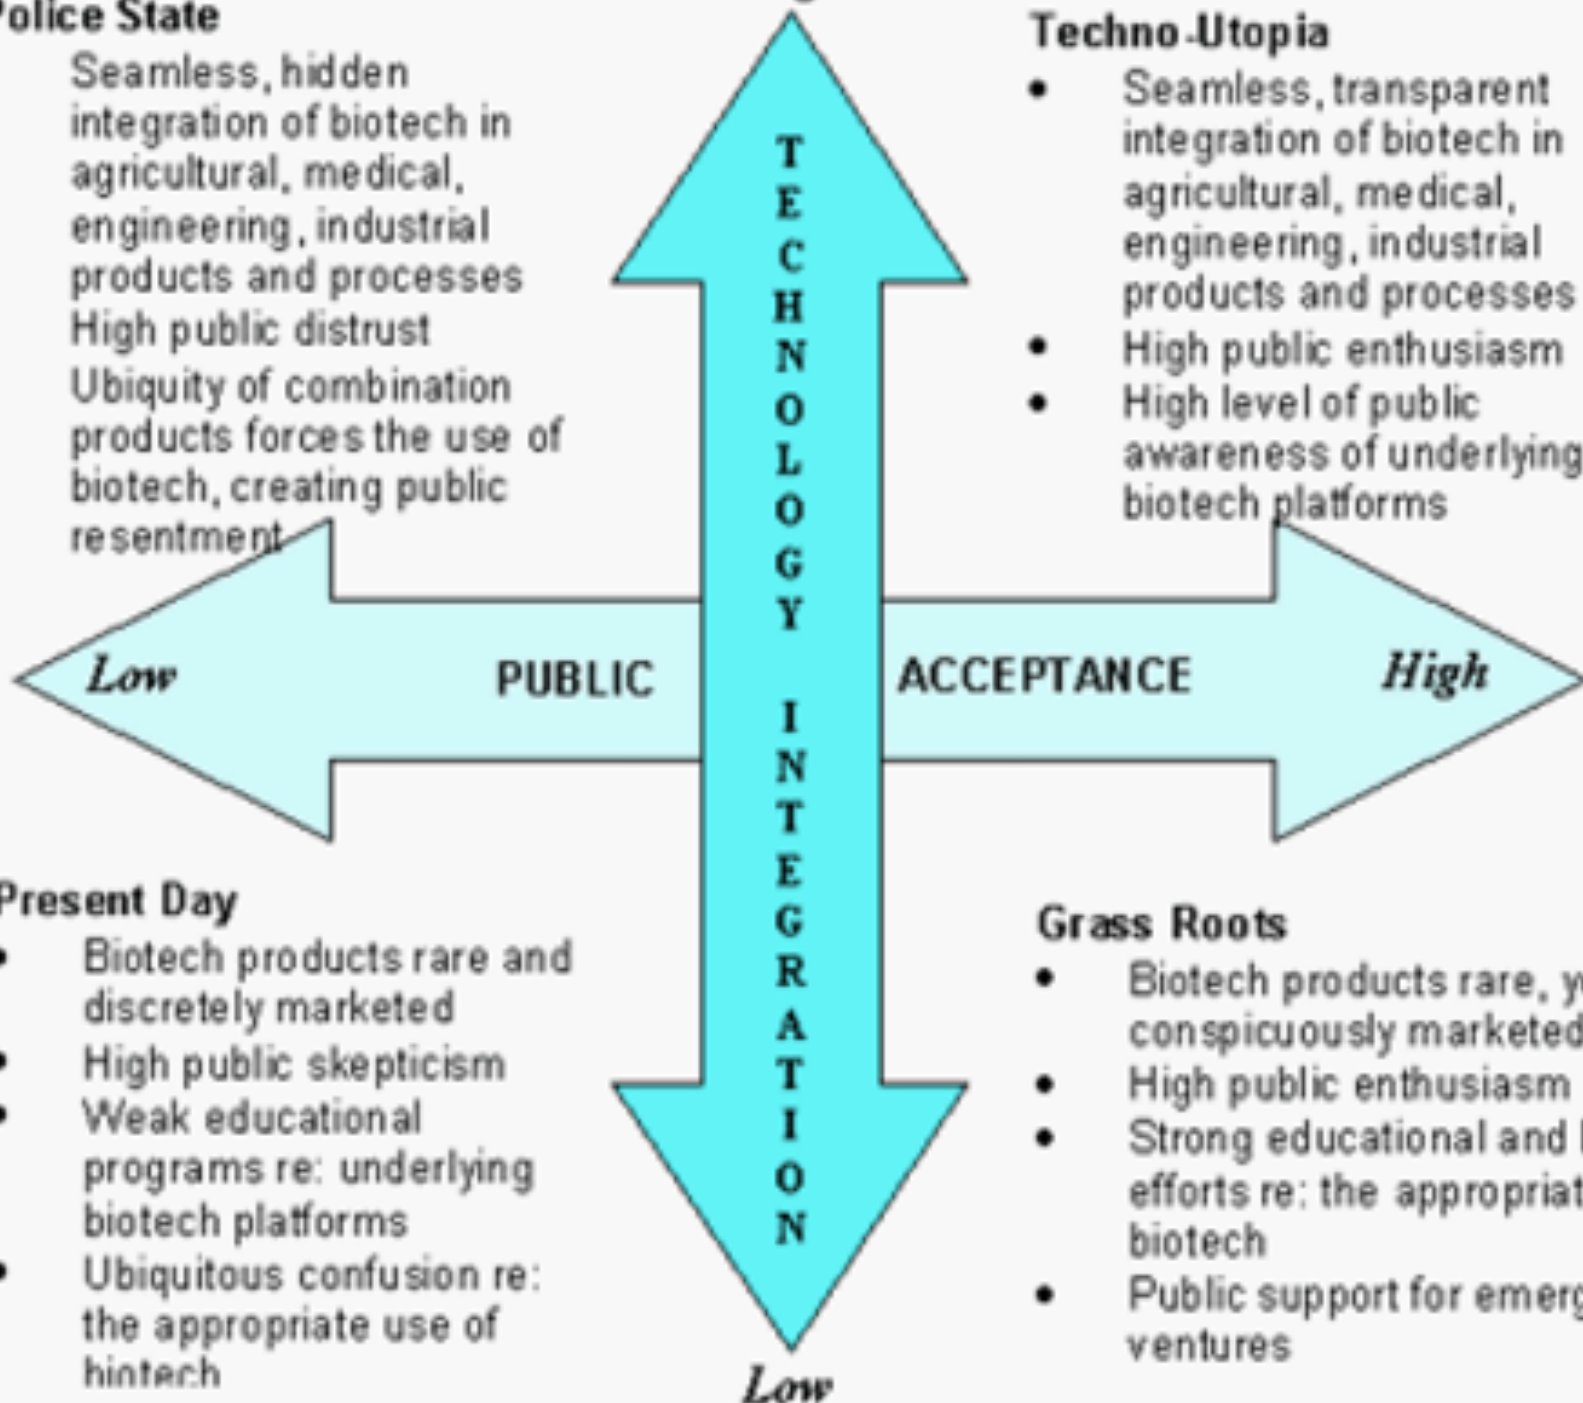 Police State
Seamless, hidden
integration of biotech in
agricultural, medical,
engineering, industrial
products and processes
High public distrust
Ubiquity of combination
products forces the use of
biotech, creating public
resentment
Techno-Utopia
• Seamless, transparent
integration of biotech in
agricultural, medical,
engineering, industrial
products and processes
• High public enthusiasm
• High level of public
awareness of underlying
biotech platforms
TECHNOLOGY INTEGRATION
Low PUBLIC ACCEPTANCE High
Present Day
• Biotech products rare and
discretely marketed
• High public skepticism
• Weak educational
programs re: underlying
biotech platforms
• Ubiquitous confusion re:
the appropriate use of
biotech
Grass Roots
• Biotech products rare,
conspicuously marketed
• High public enthusiasm
• Strong educational and
efforts re: the
biotech
• Public support for
ventures
Low